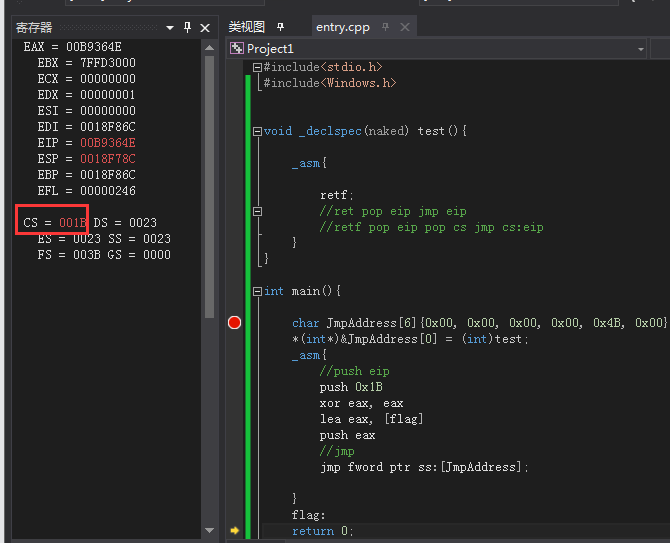 寄存器
EAX = 00B9364E
EBX = 7FFD3000
ECX = 00000000
EDX = 00000001
ESI = 00000000
EDI = 0018F86C
EIP = 00B9364E
ESP = 0018F78C
EBP = 0018F86C
EFL = 00000246
CS = 001B DS = 0023
ES = 0023 SS = 0023
FS = 003B GS = 0000
类视图 entry.cpp
Project1
#include<stdio.h>
#include<Windows.h>
void _declspec(naked) test(){
_asm{
retf;
//ret pop eip jmp eip
//retf pop eip pop cs jmp cs:eip
}
}
int main(){
char JmpAddress[6]{0x00, 0x00, 0x00, 0x00, 0x4B, 0x00}
*(int*)&JmpAddress[0] = (int)test;
_asm{
//push eip
push 0x1B
xor eax, eax
lea eax, [flag]
push eax
//jmp
jmp fword ptr ss:[JmpAddress];
}
flag:
return 0;